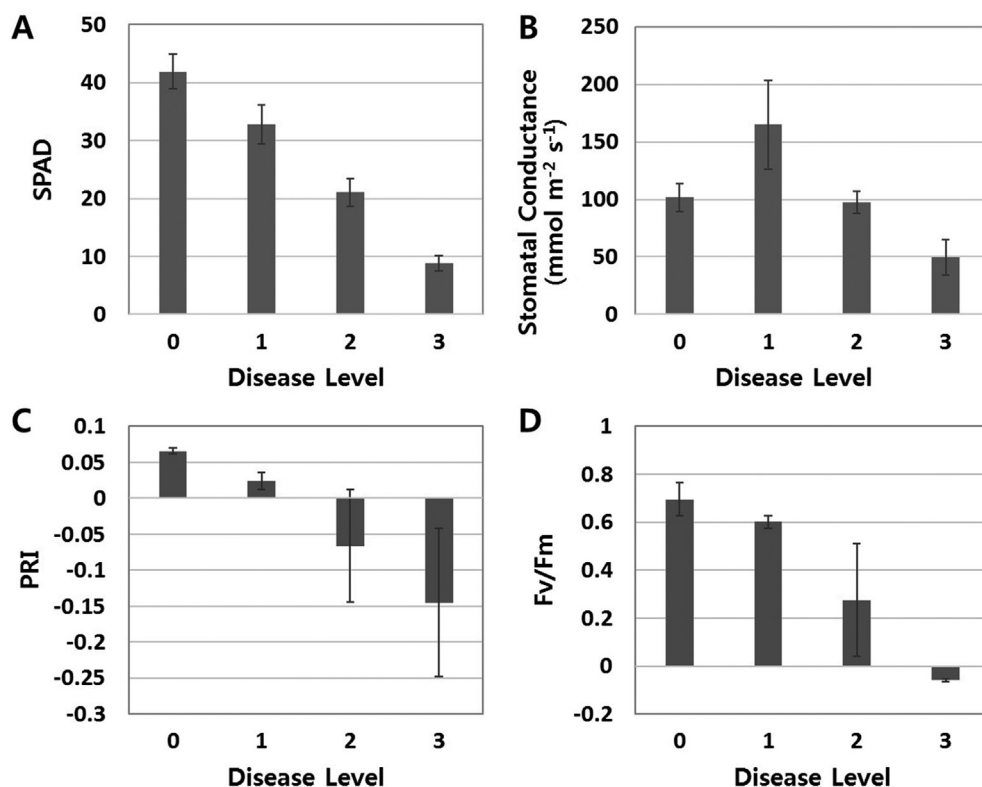 A
SPAD
50
40
30
20
10
0
0 1 2 3
Disease Level
B
Stomatal Conductance
(mmol m⁻² s⁻¹)
250
200
150
100
50
0
0 1 2 3
Disease Level
C
PRI
0.1
0.05
0
-0.05
-0.1
-0.15
-0.2
-0.25
-0.3
0 1 2 3
Disease Level
D
Fv/Fm
1
0.8
0.6
0.4
0.2
0
-0.2
0 1 2 3
Disease Level